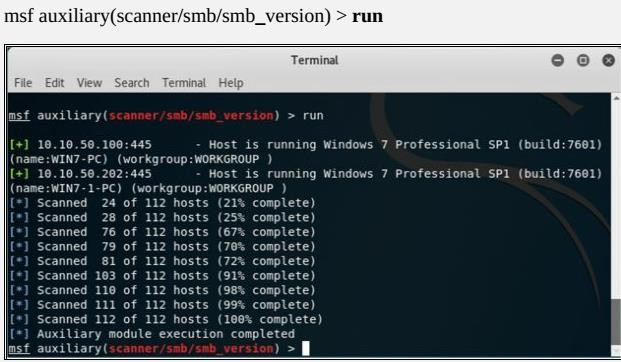 msf auxiliary(scanner/smb/smb_version) > run
Terminal
File Edit View Search Terminal Help
msf auxiliary(scanner/smb/smb_version) > run
[+] 10.10.50.100:445 - Host is running Windows 7 Professional SP1 (build:7601)
(name:WIN7-PC) (workgroup:WORKGROUP )
[+] 10.10.50.202:445 - Host is running Windows 7 Professional SP1 (build:7601)
(name:WIN7-1-PC) (workgroup:WORKGROUP )
[*] Scanned 24 of 112 hosts (21% complete)
[*] Scanned 28 of 112 hosts (25% complete)
[*] Scanned 76 of 112 hosts (67% complete)
[*] Scanned 79 of 112 hosts (70% complete)
[*] Scanned 81 of 112 hosts (72% complete)
[*] Scanned 103 of 112 hosts (91% complete)
[*] Scanned 110 of 112 hosts (98% complete)
[*] Scanned 111 of 112 hosts (99% complete)
[*] Scanned 112 of 112 hosts (100% complete)
[*] Auxiliary module execution completed
msf auxiliary(scanner/smb/smb_version) >